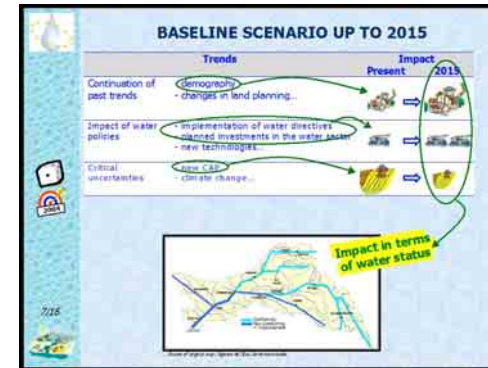 BASELINE SCENARIO UP TO 2015
Trends
Impact
Present 2015
Continuation of past trends
- demography
- changes in land planning...
Impact of water policies
- implementation of water directives
- planned investments in the water sector
- new technologies...
Critical uncertainties
- new CAP
- climate change...
Impact in terms
of water status
7/16